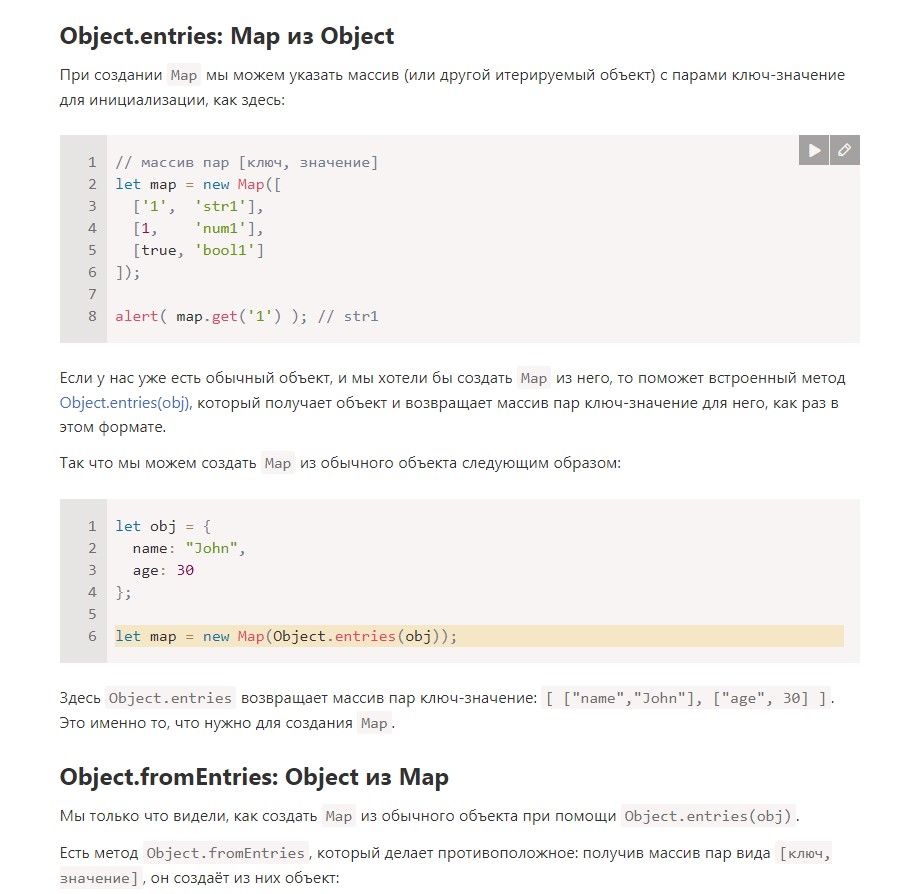 Object.entries: Map из Object
При создании Map мы можем указать массив (или другой итерируемый объект) с парами ключ-значение
для инициализации, как здесь:
1 // массив пар [ключ, значение]
2 let map = new Map([
3   ['1',  'str1'],
4   [1,    'num1'],
5   [true, 'bool1']
6 ]);
7
8 alert( map.get('1') ); // str1
Если у нас уже есть обычный объект, и мы хотели бы создать Map из него, то поможет встроенный метод
Object.entries(obj), который получает объект и возвращает массив пар ключ-значение для него, как раз в
этом формате.
Так что мы можем создать Map из обычного объекта следующим образом:
1 let obj = {
2   name: "John",
3   age: 30
4 };
5
6 let map = new Map(Object.entries(obj));
Здесь Object.entries возвращает массив пар ключ-значение: [ ["name","John"], ["age", 30] ].
Это именно то, что нужно для создания Map.
Object.fromEntries: Object из Map
Мы только что видели, как создать Map из обычного объекта при помощи Object.entries(obj).
Есть метод Object.fromEntries, который делает противоположное: получив массив пар вида [ключ,
значение], он создаёт из них объект: